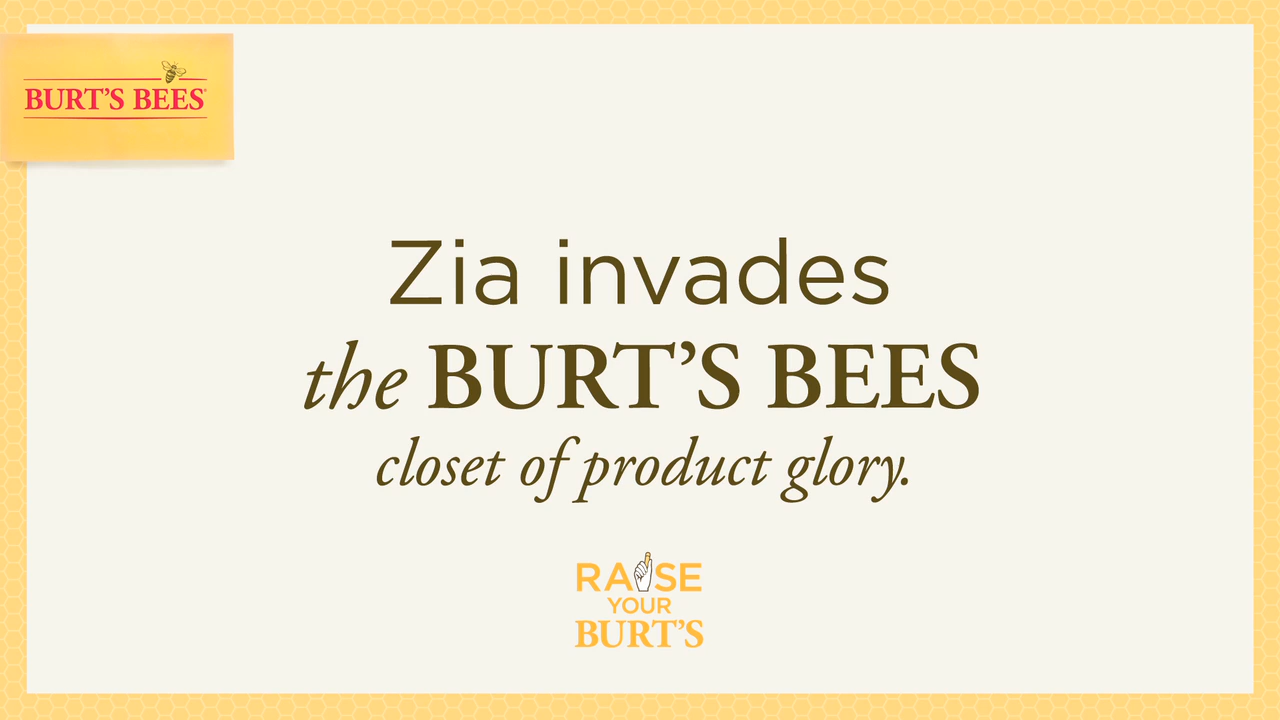 BURT'S BEES
Zia invades
the BURT'S BEES
closet of product glory.
RAISE
YOUR
BURT'S